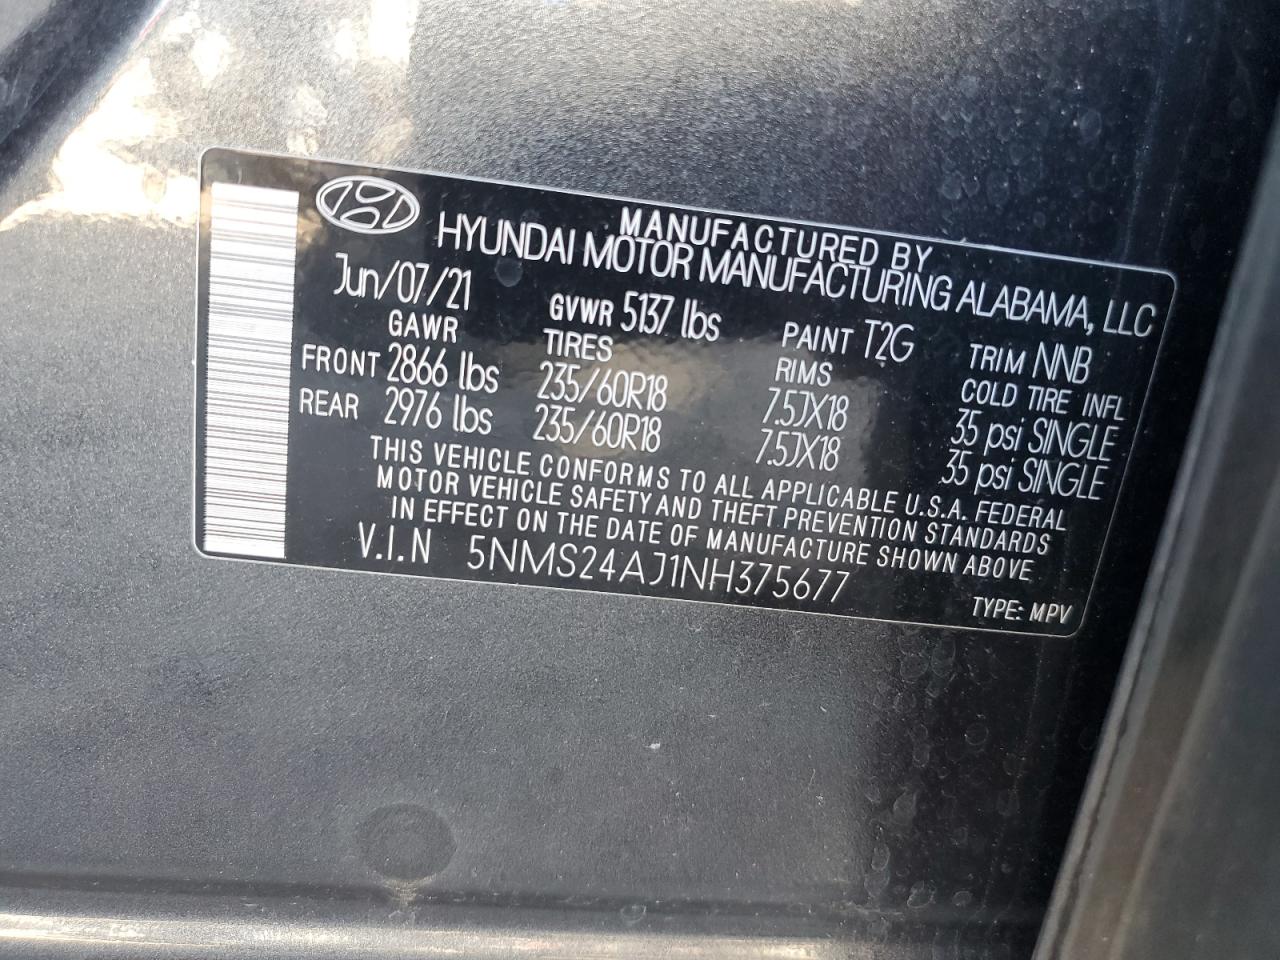 MANUFACTURED BY
HYUNDAI MOTOR MANUFACTURING ALABAMA, LLC
Jun/07/21 GVWR 5137 lbs PAINT T2G TRIM NNB
GAWR TIRES RIMS COLD TIRE INFL
FRONT 2866 lbs 235/60R18 7.5JX18 35 psi SINGLE
REAR 2976 lbs 235/60R18 7.5JX18 35 psi SINGLE
THIS VEHICLE CONFORMS TO ALL APPLICABLE U.S.A. FEDERAL
MOTOR VEHICLE SAFETY AND THEFT PREVENTION STANDARDS
IN EFFECT ON THE DATE OF MANUFACTURE SHOWN ABOVE
V.I.N 5NMS24AJ1NH375677
TYPE: MPV